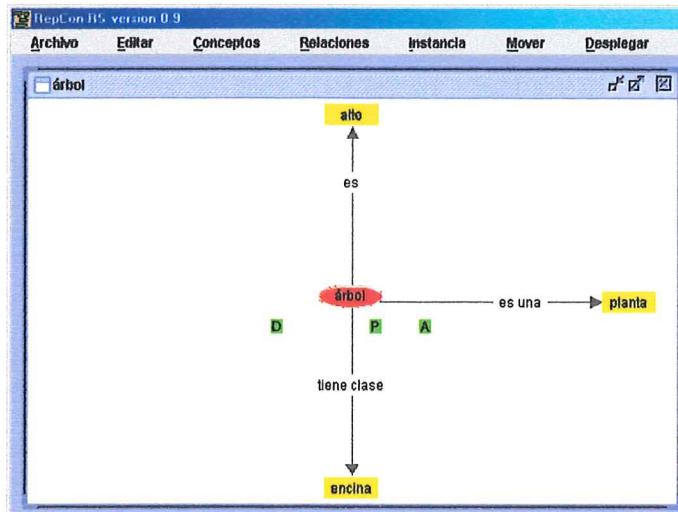 RepCon RS version 0.9
Archivo Editar Conceptos Relaciones Instancia Mover Desplegar
árbol
alto
es
árbol
es una
planta
D P A
tiene clase
encina